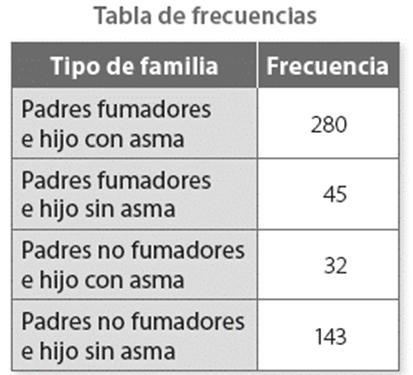 Tabla de frecuencias
Tipo de familia Frecuencia
Padres fumadores
e hijo con asma
280
Padres fumadores
e hijo sin asma
45
Padres no fumadores
e hijo con asma
32
Padres no fumadores
e hijo sin asma
143